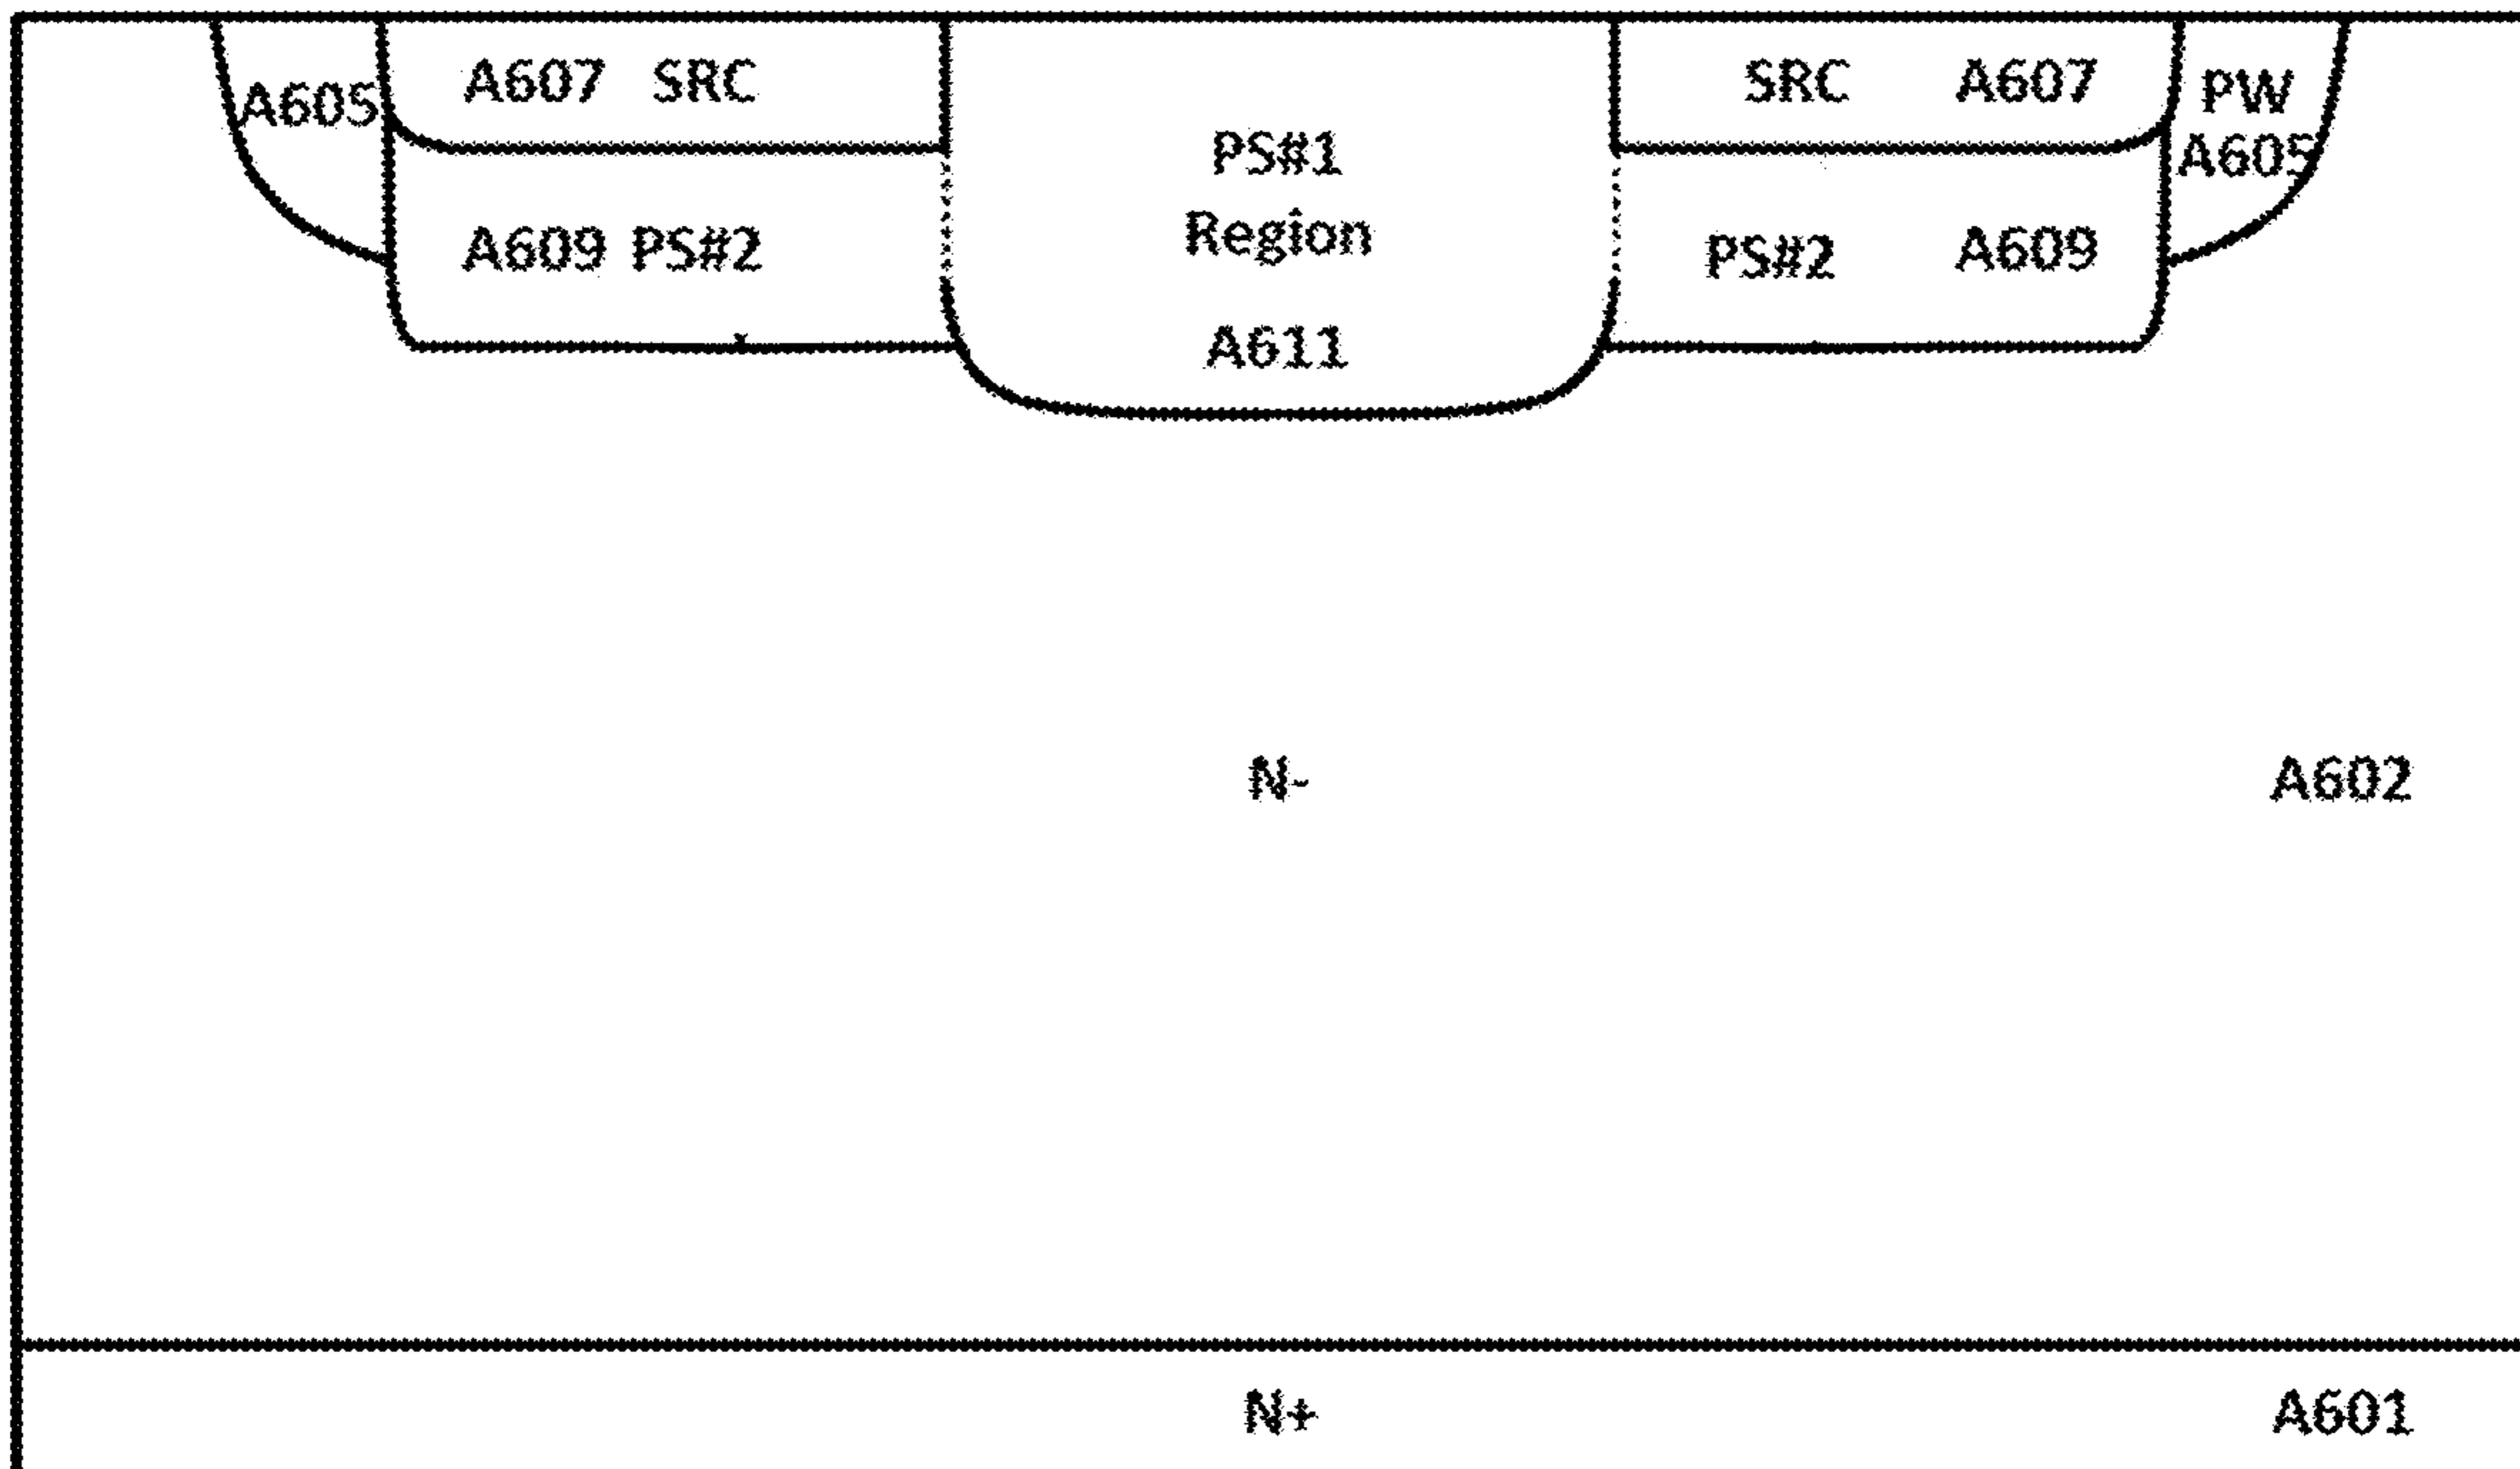 A605
A607 SRC
PS#1
Region
A611
SRC A607
PW
A605
A609 PS#2
PS#2 A609
N-
A602
N+
A601